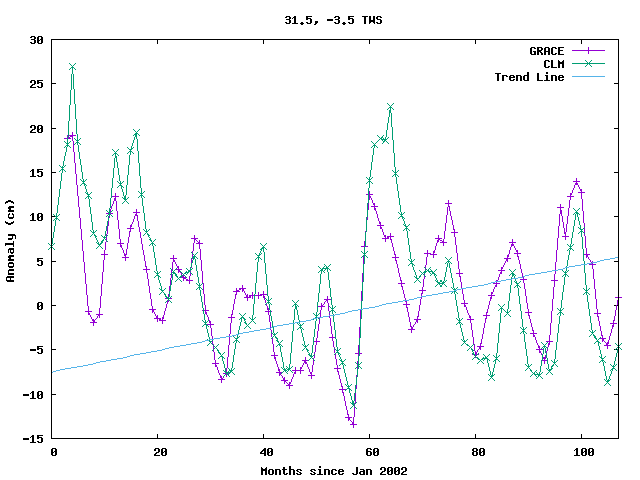 31.5, -3.5 TWS
GRACE
CLM
Trend Line
30
25
20
15
10
5
0
-5
-10
-15
Anomaly (cm)
0 20 40 60 80 100
Months since Jan 2002